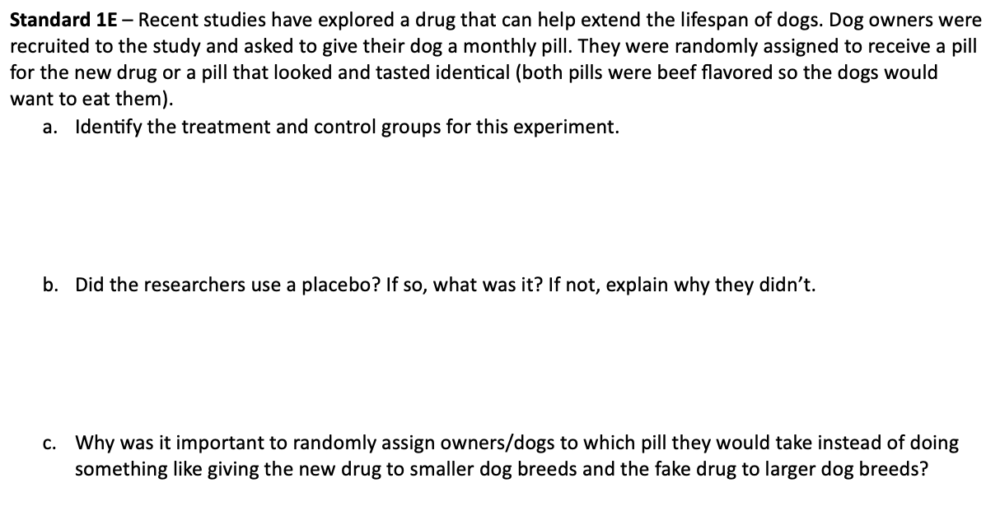 Standard 1E – Recent studies have explored a drug that can help extend the lifespan of dogs. Dog owners were
recruited to the study and asked to give their dog a monthly pill. They were randomly assigned to receive a pill
for the new drug or a pill that looked and tasted identical (both pills were beef flavored so the dogs would
want to eat them).
a. Identify the treatment and control groups for this experiment.
b. Did the researchers use a placebo? If so, what was it? If not, explain why they didn’t.
c. Why was it important to randomly assign owners/dogs to which pill they would take instead of doing
something like giving the new drug to smaller dog breeds and the fake drug to larger dog breeds?